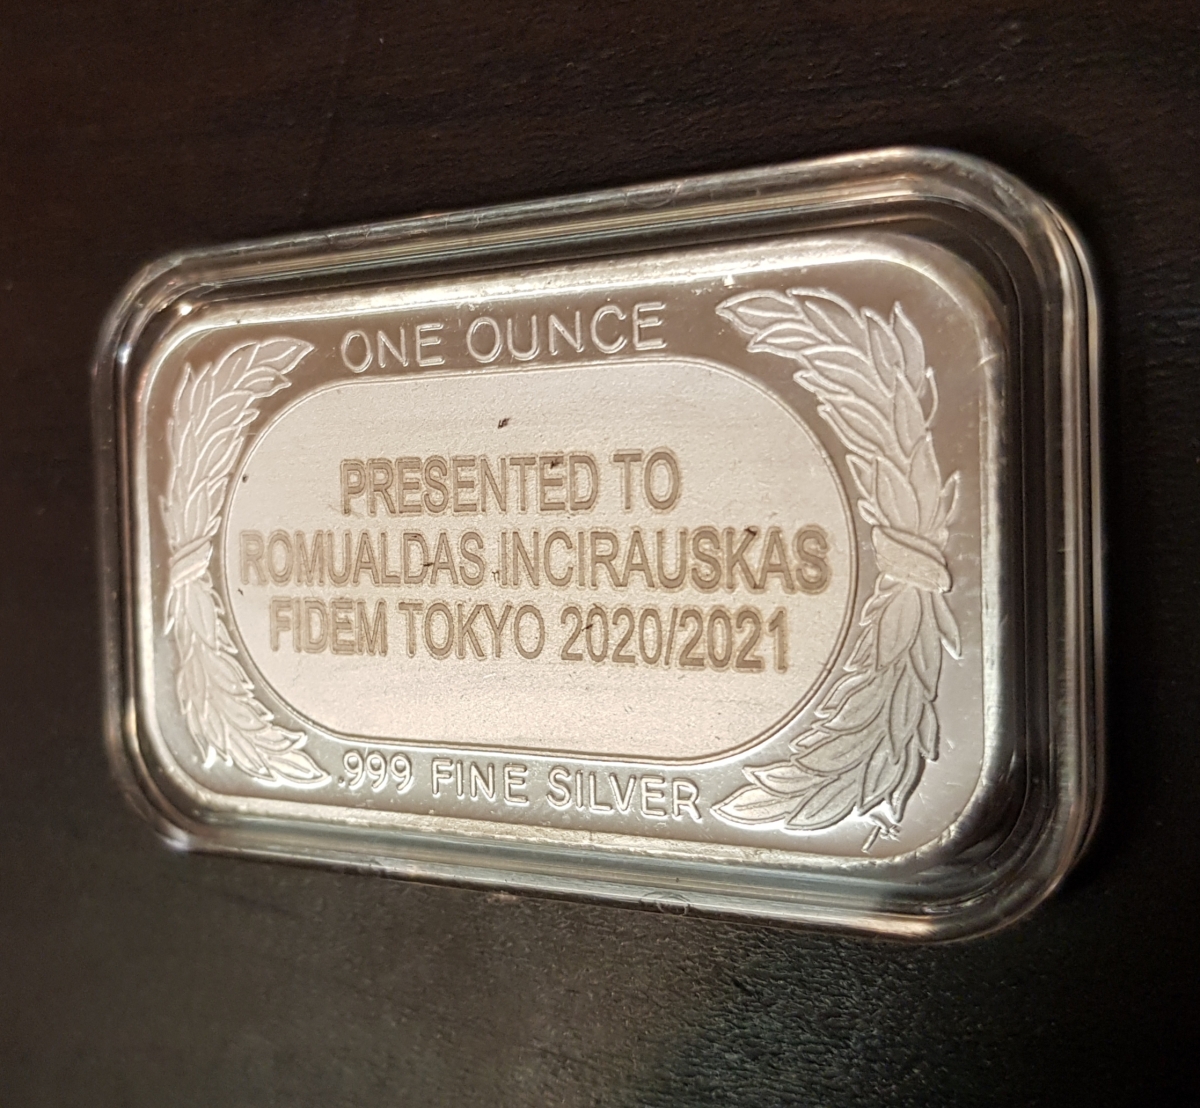 ONE OUNCE
PRESENTED TO
ROMUALDAS INCIRAUSKAS
FIDEM TOKYO 2020/2021
.999 FINE SILVER